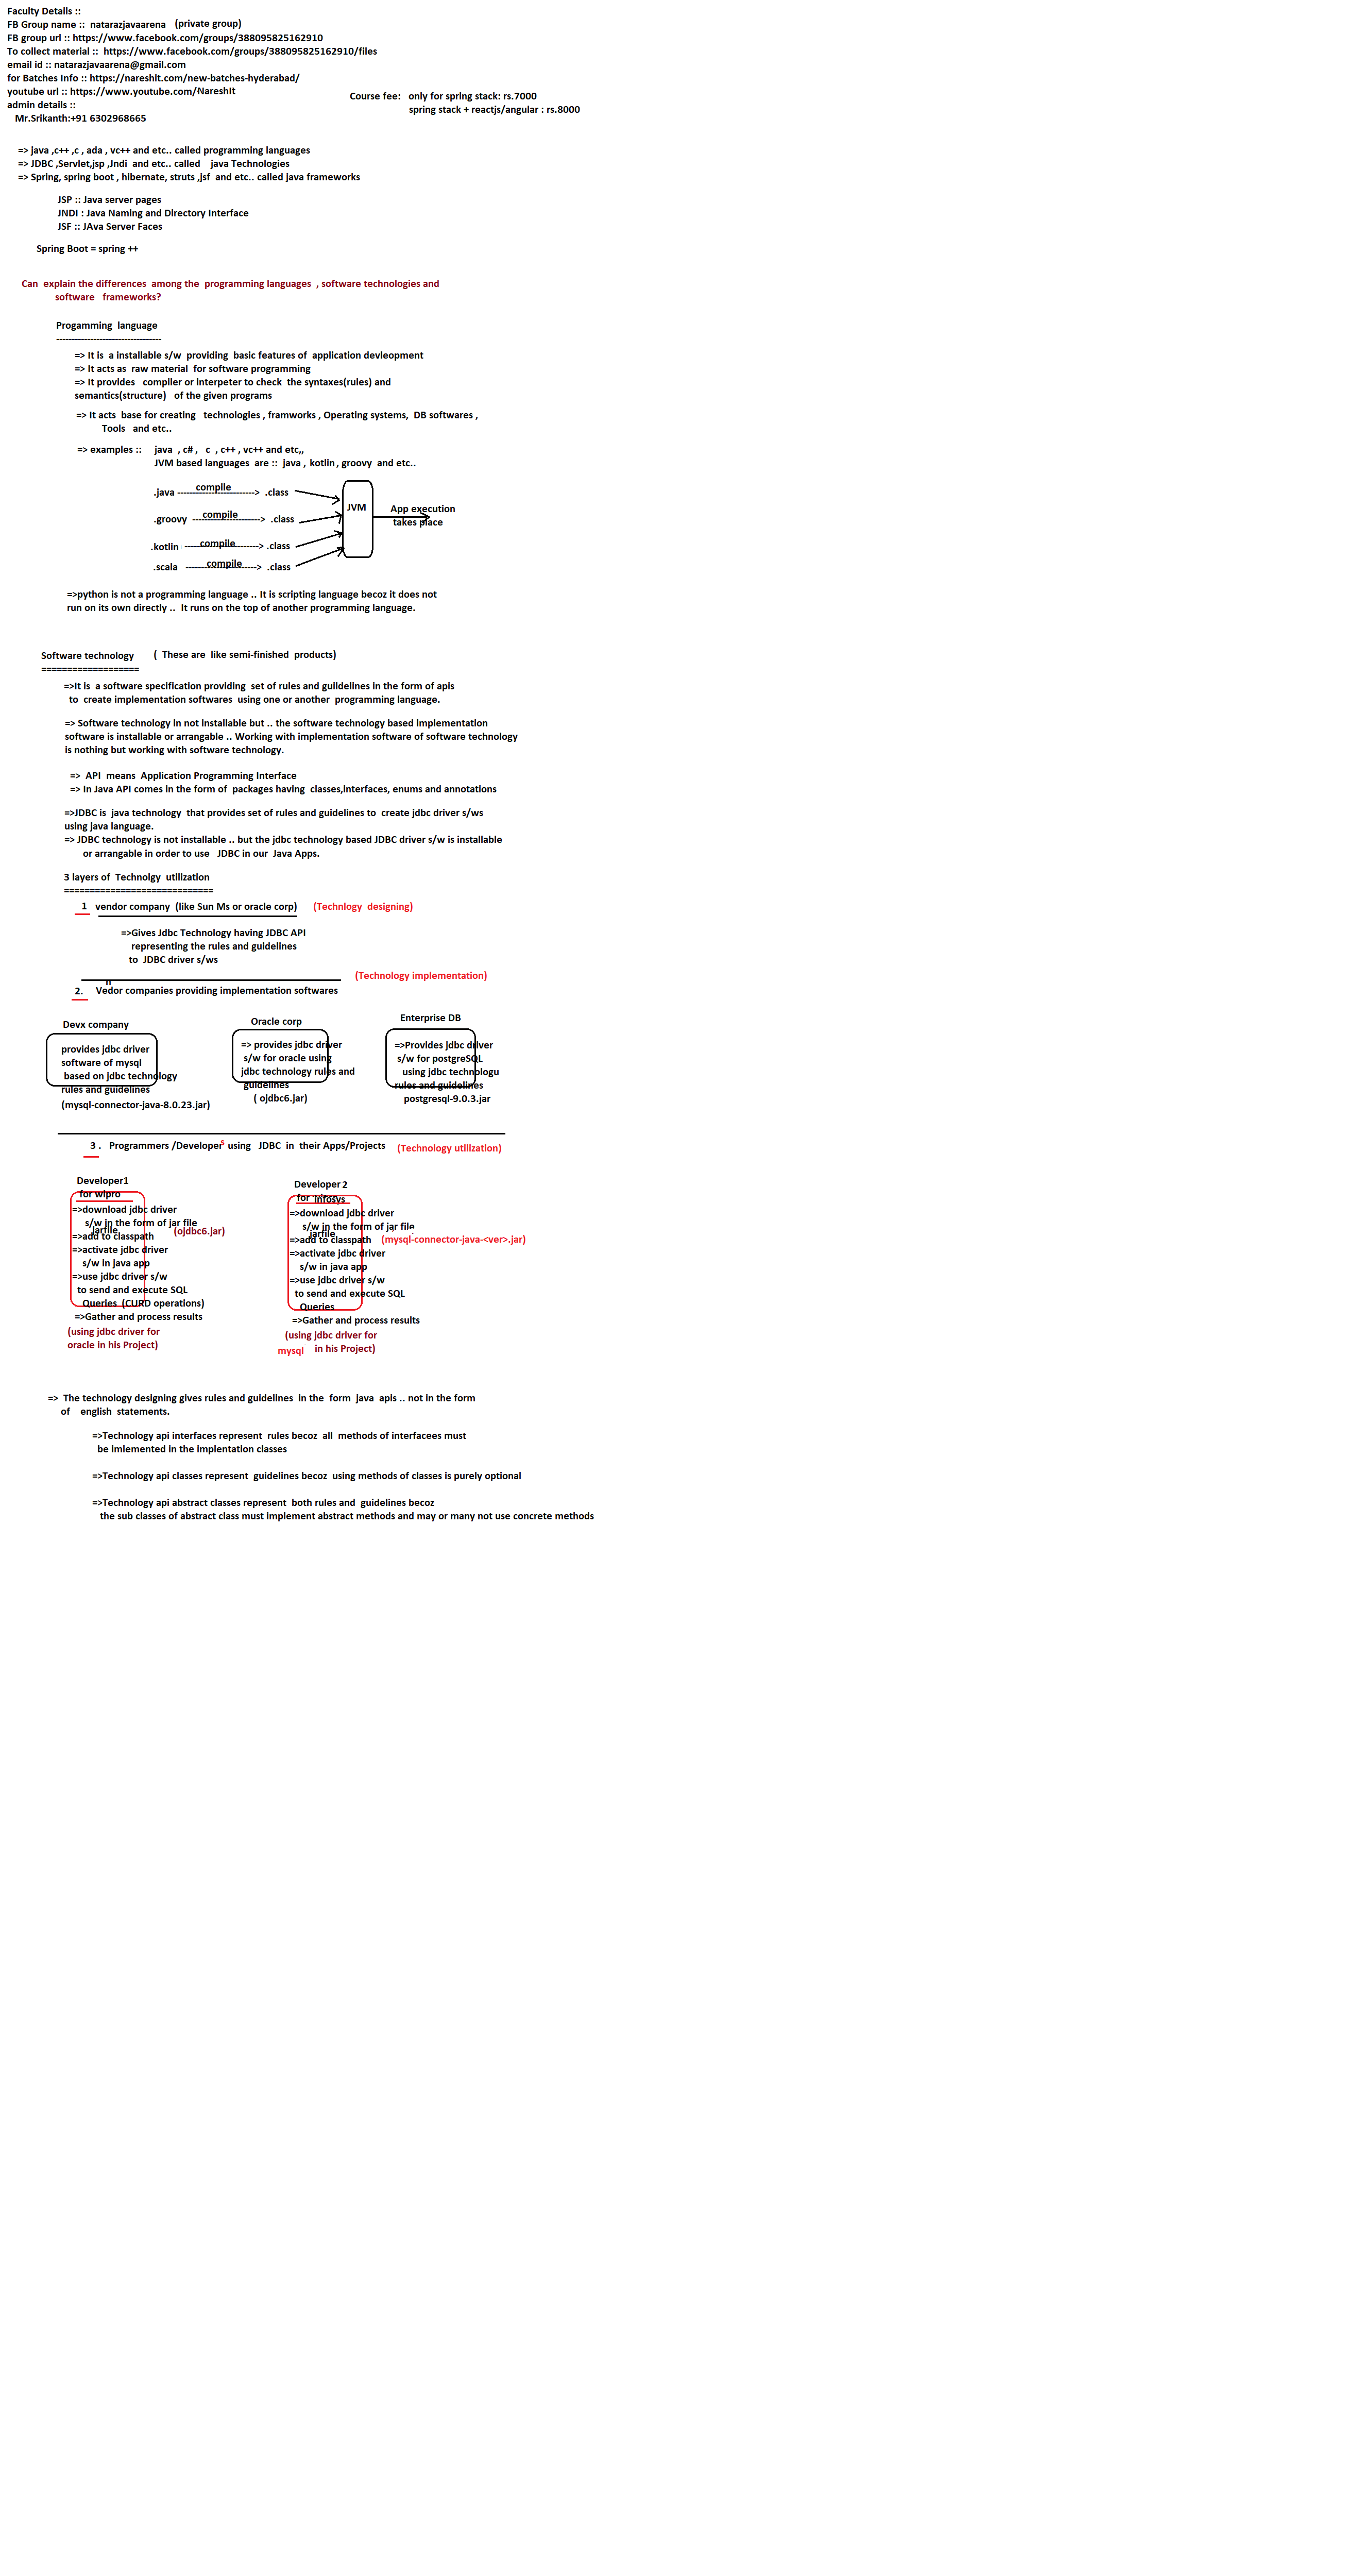 Faculty Details ::
FB Group name ::  natarazjavaarena   (private group)
FB group url :: https://www.facebook.com/groups/388095825162910
To collect material ::  https://www.facebook.com/groups/388095825162910/files
email id :: natarazjavaarena@gmail.com
for Batches Info :: https://nareshit.com/new-batches-hyderabad/
youtube url :: https://www.youtube.com/NareshIt
admin details ::
Mr.Srikanth:+91 6302968665
Course fee:   only for spring stack: rs.7000
spring stack + reactjs/angular : rs.8000
=> java ,c++ ,c , ada , vc++ and etc.. called programming languages
=> JDBC ,Servlet,jsp ,Jndi  and etc.. called    java Technologies
=> Spring, spring boot , hibernate, struts ,jsf  and etc.. called java frameworks
JSP :: Java server pages
JNDI : Java Naming and Directory Interface
JSF :: JAva Server Faces
Spring Boot = spring ++
Can  explain the differences  among the  programming languages  , software technologies and
software   frameworks?
Progamming  language
----------------------------------
=> It is  a installable s/w  providing  basic features of  application devleopment
=> It acts as  raw material  for software programming
=> It provides   compiler or interpeter to check  the syntaxes(rules) and
semantics(structure)   of the given programs
=> It acts  base for creating   technologies , framworks , Operating systems,  DB softwares ,
Tools   and etc..
=> examples ::    java  , c# ,   c  , c++ , vc++ and etc,,
JVM based languages  are ::  java ,  kotlin , groovy  and etc..
.java -------------------------> .class
compile
.groovy ----------------------> .class
compile
.kotlin ------------------------> .class
compile
.scala -----------------------> .class
compile
JVM
App execution
takes place
=>python is not a programming language .. It is scripting language becoz it does not
run on its own directly ..  It runs on the top of another programming language.
Software technology      (  These are  like semi-finished  products)
===================
=>It is  a software specification providing  set of rules and guildelines in the form of apis
to  create implementation softwares  using one or another  programming language.
=> Software technology in not installable but .. the software technology based implementation
software is installable or arrangable .. Working with implementation software of software technology
is nothing but working with software technology.
=>  API  means  Application Programming Interface
=> In Java API comes in the form of  packages having  classes,interfaces, enums and annotations
=>JDBC is  java technology  that provides set of rules and guidelines to  create jdbc driver s/ws
using java language.
=> JDBC technology is not installable .. but the jdbc technology based JDBC driver s/w is installable
or arrangable in order to use   JDBC in our  Java Apps.
3 layers of  Technolgy  utilization
=============================
1   vendor company  (like Sun Ms or oracle corp)      (Technlogy  designing)
=>Gives Jdbc Technology having JDBC API
representing the rules and guidelines
to  JDBC driver s/ws
(Technology implementation)
n
2.    Vedor companies providing implementation softwares
Devx company
provides jdbc driver
software of mysql
based on jdbc technology
rules and guidelines
(mysql-connector-java-8.0.23.jar)
Oracle corp
=> provides jdbc driver
s/w for oracle using
jdbc technology rules and
guidelines
( ojdbc6.jar)
Enterprise DB
=>Provides jdbc driver
s/w for postgreSQL
using jdbc technologu
rules and guidelines
postgresql-9.0.3.jar
3 .   Programmers /Developers using   JDBC  in  their Apps/Projects    (Technology utilization)
Developer1
for wipro
=>download jdbc driver
s/w in the form of jar file
jarfile
=>add to classpath
(ojdbc6.jar)
=>activate jdbc driver
s/w in java app
=>use jdbc driver s/w
to send and execute SQL
Queries  (CURD operations)
=>Gather and process results
(using jdbc driver for
oracle in his Project)
Developer 2
for  infosys
=>download jdbc driver
s/w in the form of jar file
jarfile
=>add to classpath    (mysql-connector-java-<ver>.jar)
=>activate jdbc driver
s/w in java app
=>use jdbc driver s/w
to send and execute SQL
Queries
=>Gather and process results
(using jdbc driver for
mysql    in his Project)
=>  The technology designing gives rules and guidelines  in the  form  java  apis .. not in the form
of    english  statements.
=>Technology api interfaces represent  rules becoz  all  methods of interfacees must
be imlemented in the implentation classes
=>Technology api classes represent  guidelines becoz  using methods of classes is purely optional
=>Technology api abstract classes represent  both rules and  guidelines becoz
the sub classes of abstract class must implement abstract methods and may or many not use concrete methods